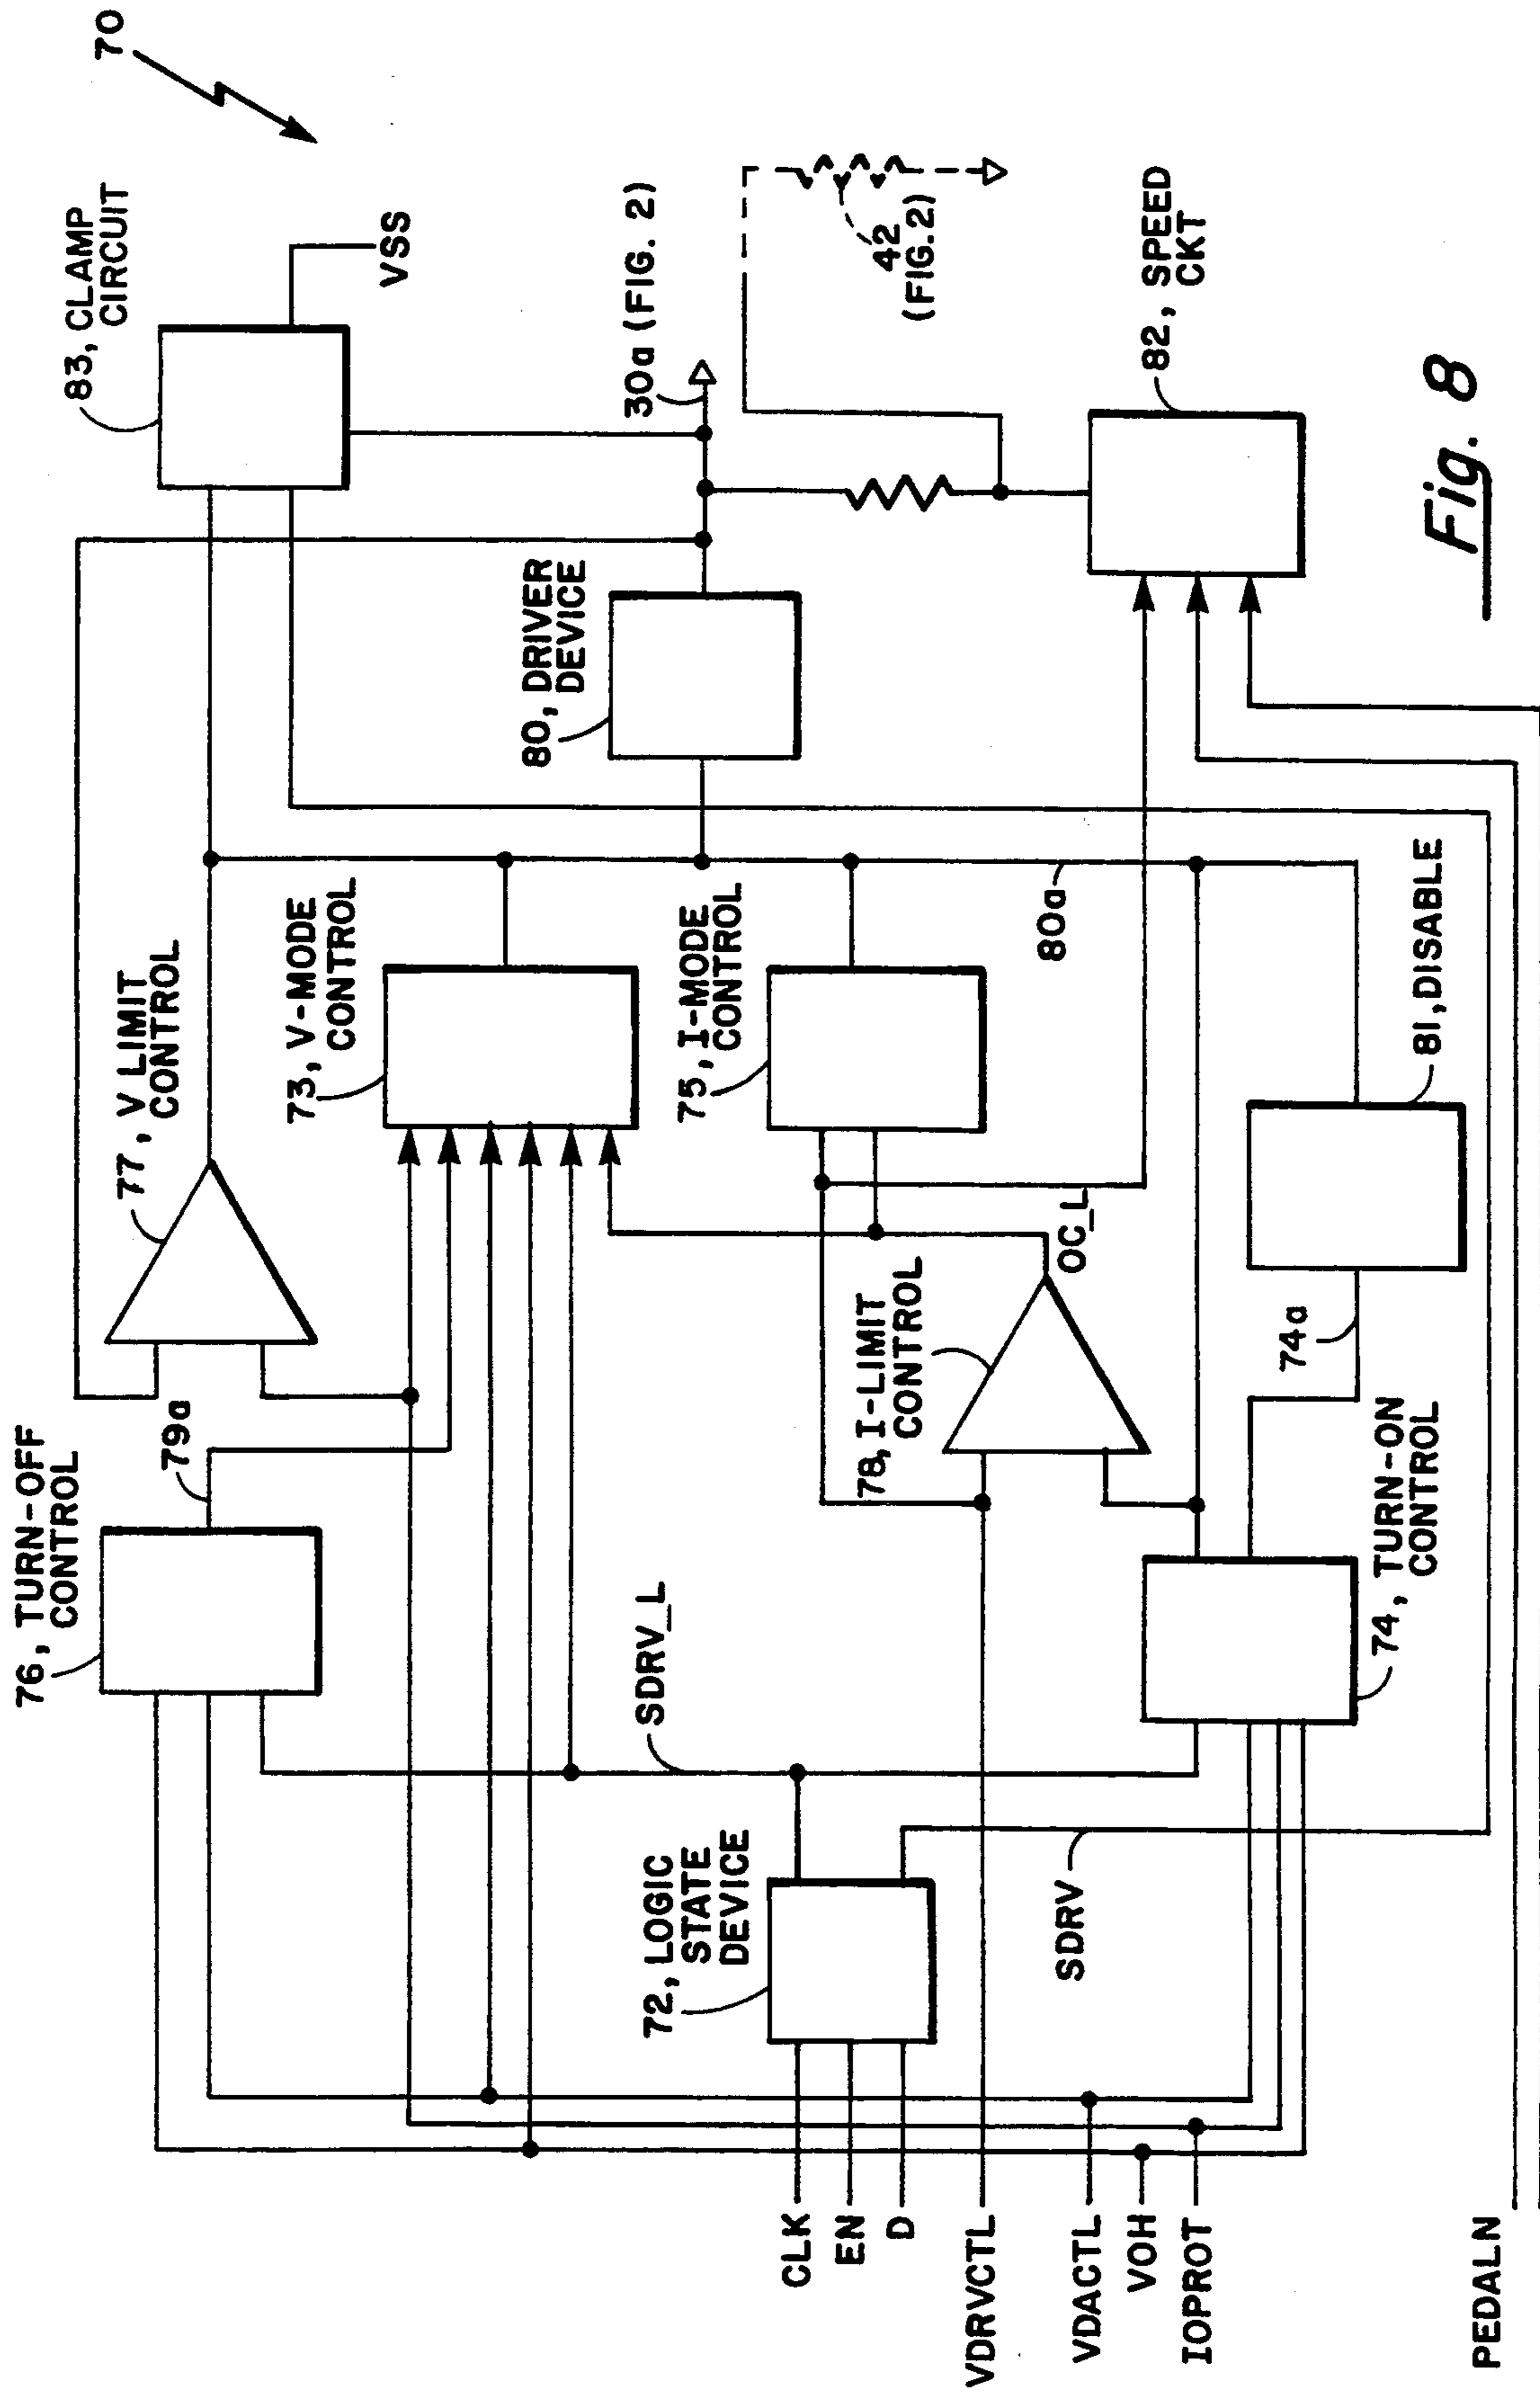 70
83, CLAMP
CIRCUIT
VSS
30a (FIG. 2)
42
(FIG.2)
82, SPEED
CKT
77, V LIMIT
CONTROL
73, V-MODE
CONTROL
80, DRIVER
DEVICE
75, I-MODE
CONTROL
80a
81, DISABLE
76, TURN-OFF
CONTROL
79a
78, I-LIMIT
CONTROL
OC_L
74a
74, TURN-ON
CONTROL
SDRV_L
72, LOGIC
STATE
DEVICE
SDRV
CLK
EN
D
VDRVCTL
VDACTL
VOH
IOPROT
PEDALN
Fig. 8